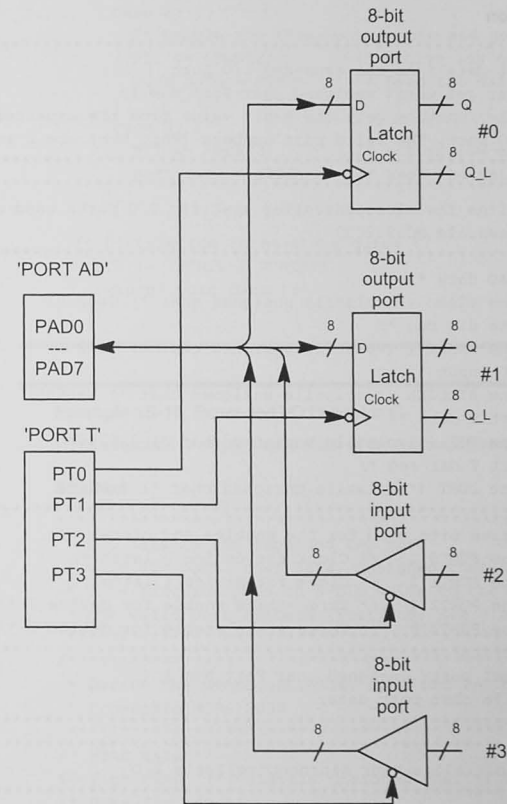 8-bit
output
port
8
D
8
Q
Latch
#0
Clock
8
Q_L
8-bit
output
port
'PORT AD'
PAD0
---
PAD7
8
D
8
Q
Latch
#1
Clock
8
Q_L
'PORT T'
PT0
PT1
PT2
PT3
8-bit
input
port
8
8
#2
8-bit
input
port
8
8
#3